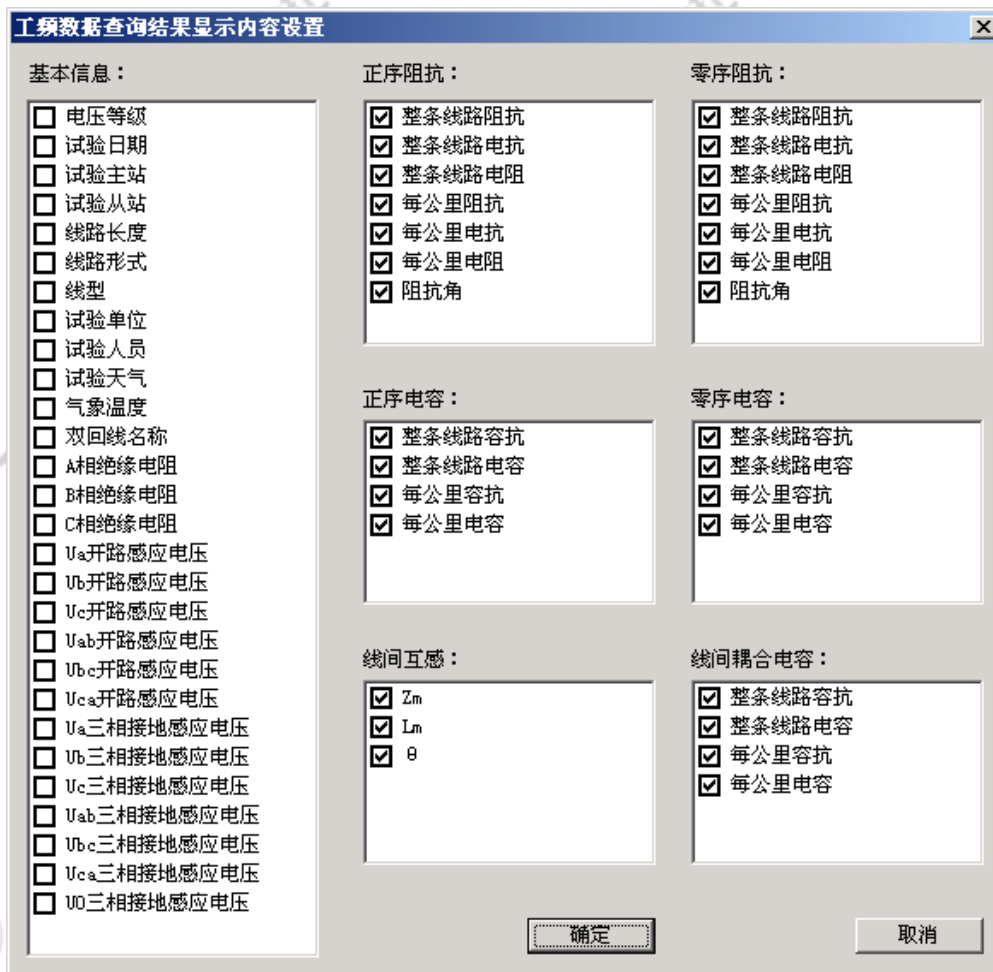 工频数据查询结果显示内容设置
基本信息：
电压等级
试验日期
试验主站
试验从站
线路长度
线路形式
线型
试验单位
试验人员
试验天气
气象温度
双回线名称
A相绝缘电阻
B相绝缘电阻
C相绝缘电阻
Ua开路感应电压
Ub开路感应电压
Uc开路感应电压
Uab开路感应电压
Ubc开路感应电压
Uca开路感应电压
Ua三相接地感应电压
Ub三相接地感应电压
Uc三相接地感应电压
Uab三相接地感应电压
Ubc三相接地感应电压
Uca三相接地感应电压
U0三相接地感应电压
正序阻抗：
整条线路阻抗
整条线路电抗
整条线路电阻
每公里阻抗
每公里电抗
每公里电阻
阻抗角
零序阻抗：
整条线路阻抗
整条线路电抗
整条线路电阻
每公里阻抗
每公里电抗
每公里电阻
阻抗角
正序电容：
整条线路容抗
整条线路电容
每公里容抗
每公里电容
零序电容：
整条线路容抗
整条线路电容
每公里容抗
每公里电容
线间互感：
Zm
Lm
θ
线间耦合电容：
整条线路容抗
整条线路电容
每公里容抗
每公里电容
确定
取消